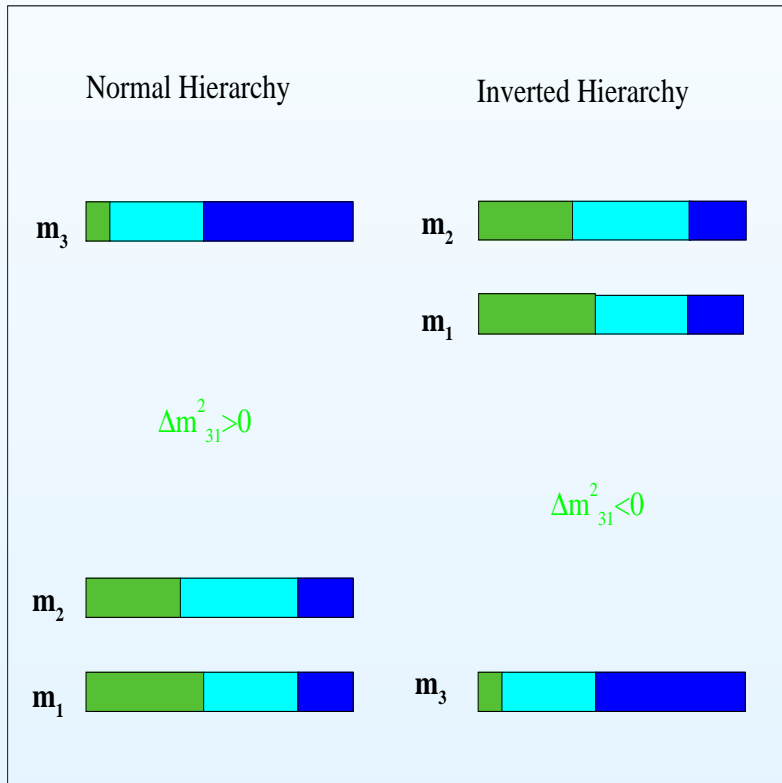 Normal Hierarchy
Inverted Hierarchy
m₃
m₂
m₁
Δm²₃₁>0
Δm²₃₁<0
m₂
m₁
m₃